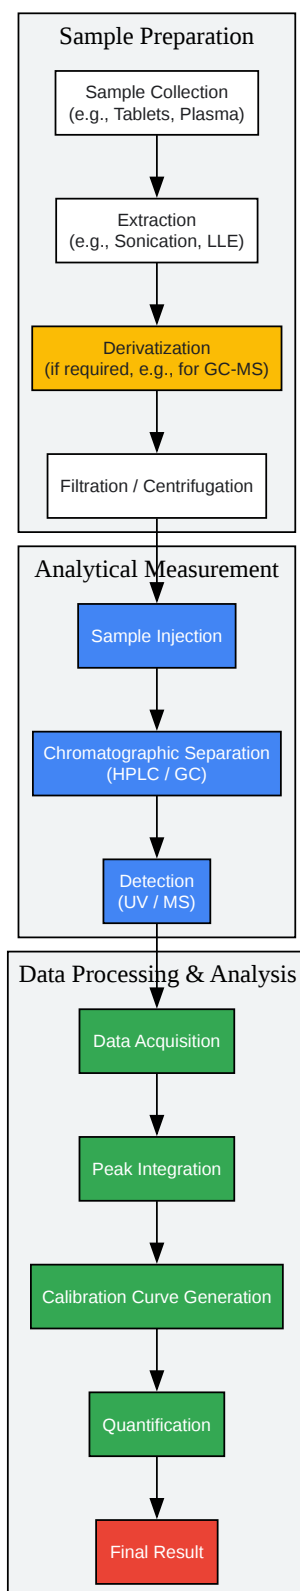 Sample Preparation
Sample Collection
(e.g., Tablets, Plasma)
Extraction
(e.g., Sonication, LLE)
Derivatization
(if required, e.g., for GC-MS)
Filtration / Centrifugation
Analytical Measurement
Sample Injection
Chromatographic Separation
(HPLC / GC)
Detection
(UV / MS)
Data Processing & Analysis
Data Acquisition
Peak Integration
Calibration Curve Generation
Quantification
Final Result